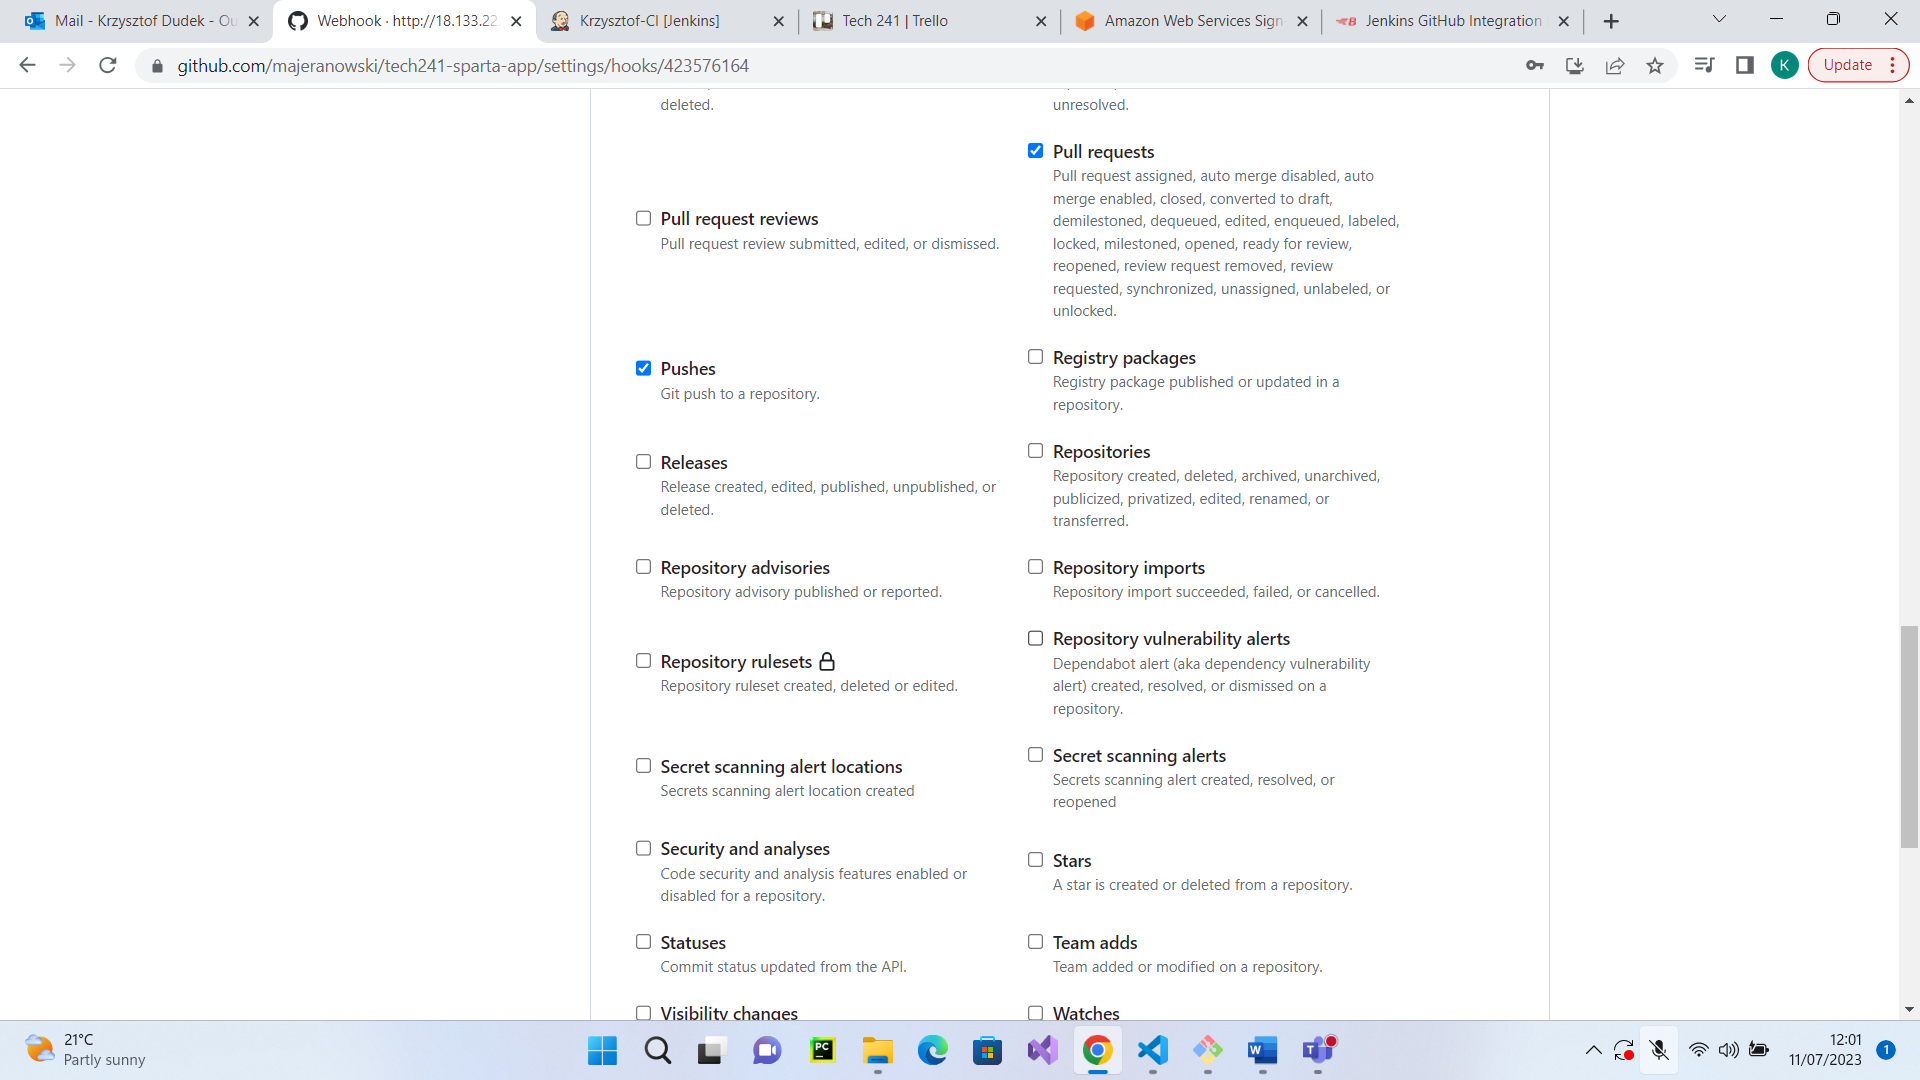 Mail - Krzysztof Dudek - Ou
Webhook · http://18.133.22
Krzysztof-CI [Jenkins]
Tech 241 | Trello
Amazon Web Services Sign
Jenkins GitHub Integration
github.com/majeranowski/tech241-sparta-app/settings/hooks/423576164
K
Update
deleted.
unresolved.
Pull requests
Pull request assigned, auto merge disabled, auto
merge enabled, closed, converted to draft,
demilestoned, dequeued, edited, enqueued, labeled,
locked, milestoned, opened, ready for review,
reopened, review request removed, review
requested, synchronized, unassigned, unlabeled, or
unlocked.
Pull request reviews
Pull request review submitted, edited, or dismissed.
Pushes
Git push to a repository.
Registry packages
Registry package published or updated in a
repository.
Releases
Release created, edited, published, unpublished, or
deleted.
Repositories
Repository created, deleted, archived, unarchived,
publicized, privatized, edited, renamed, or
transferred.
Repository advisories
Repository advisory published or reported.
Repository imports
Repository import succeeded, failed, or cancelled.
Repository rulesets
Repository ruleset created, deleted or edited.
Repository vulnerability alerts
Dependabot alert (aka dependency vulnerability
alert) created, resolved, or dismissed on a
repository.
Secret scanning alert locations
Secrets scanning alert location created
Secret scanning alerts
Secrets scanning alert created, resolved, or
reopened
Security and analyses
Code security and analysis features enabled or
disabled for a repository.
Stars
A star is created or deleted from a repository.
Statuses
Commit status updated from the API.
Team adds
Team added or modified on a repository.
Visibility changes
Watches
21°C
Partly sunny
PC
W
T
12:01
11/07/2023
1